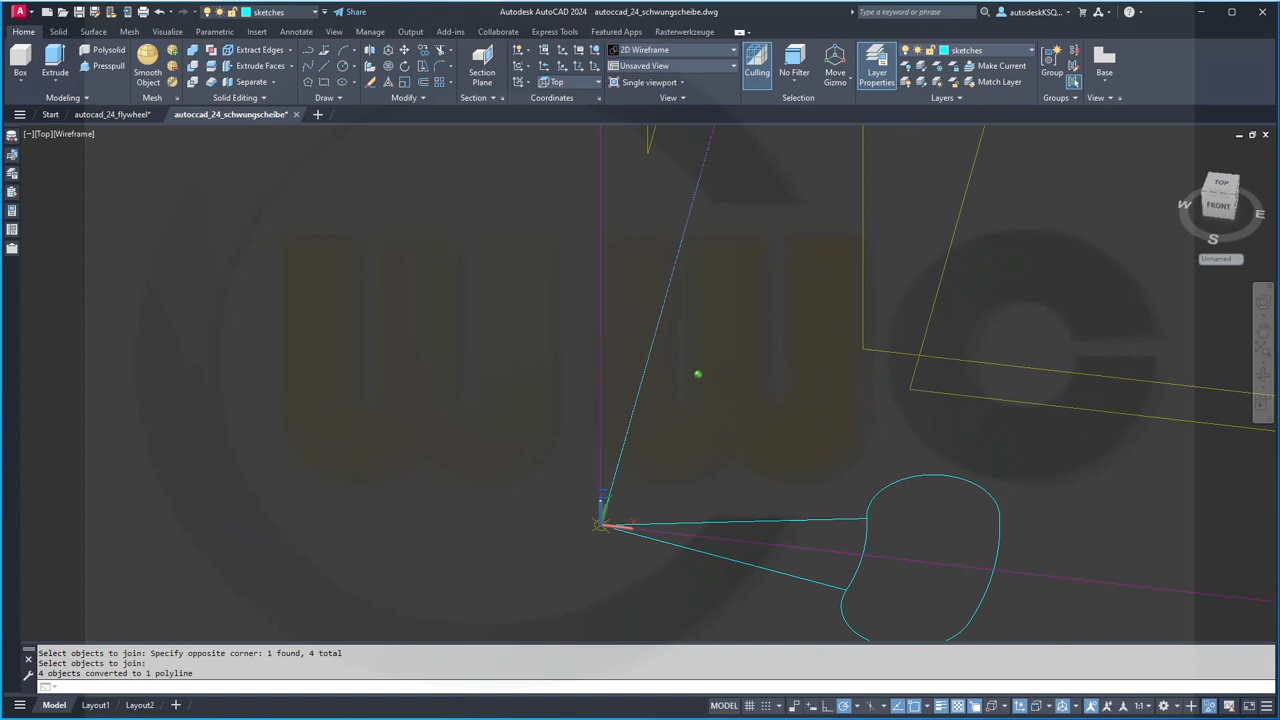 A sketches Share Autodesk AutoCAD 2024 autoccad_24_schwungscheibe.dwg Type a keyword or phrase autodeskKSQ...
Home Solid Surface Mesh Visualize Parametric Insert Annotate View Manage Output Add-ins Collaborate Express Tools Featured Apps Rasterwerkzeuge
Polysolid Extrude Edges 2D Wireframe sketches
Presspull Extrude Faces Unsaved View Make Current
Box Extrude Smooth Object Separate Section Plane Top Single viewport Culling No Filter Move Gizmo Layer Properties Match Layer Group Base
Modeling Mesh Solid Editing Draw Modify Section Coordinates View Selection Layers Groups View
Start autocad_24_flywheel* autoccad_24_schwungscheibe*
[−][Top][Wireframe]
TOP
W FRONT E
S
Unnamed
Z
X
uwc
Select objects to join: Specify opposite corner: 1 found, 4 total
Select objects to join:
4 objects converted to 1 polyline
Model Layout1 Layout2 + MODEL 1:1